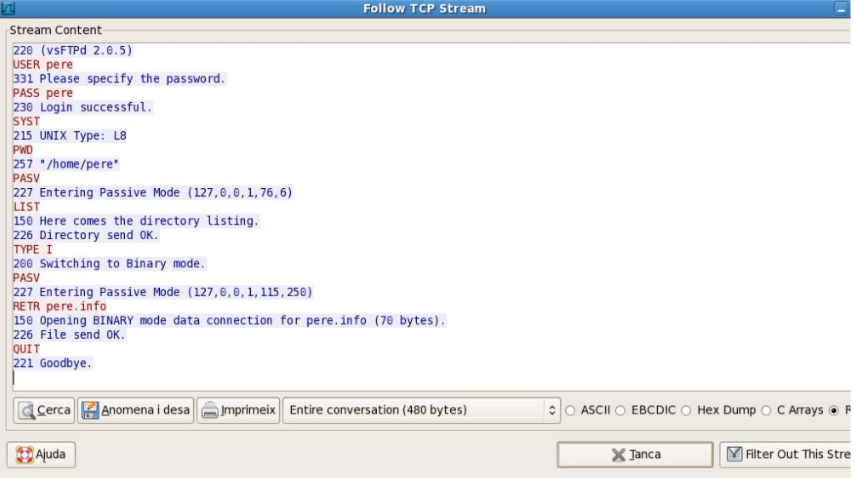 Follow TCP Stream
Stream Content
220 (vsFTPd 2.0.5)
USER pere
331 Please specify the password.
PASS pere
230 Login successful.
SYST
215 UNIX Type: L8
PWD
257 "/home/pere"
PASV
227 Entering Passive Mode (127,0,0,1,76,6)
LIST
150 Here comes the directory listing.
226 Directory send OK.
TYPE I
200 Switching to Binary mode.
PASV
227 Entering Passive Mode (127,0,0,1,115,250)
RETR pere.info
150 Opening BINARY mode data connection for pere.info (70 bytes).
226 File send OK.
QUIT
221 Goodbye.
Cerca Anomena i desa Imprimeix Entire conversation (480 bytes) ASCII EBCDIC Hex Dump C Arrays R
Ajuda Tanca Filter Out This Stre